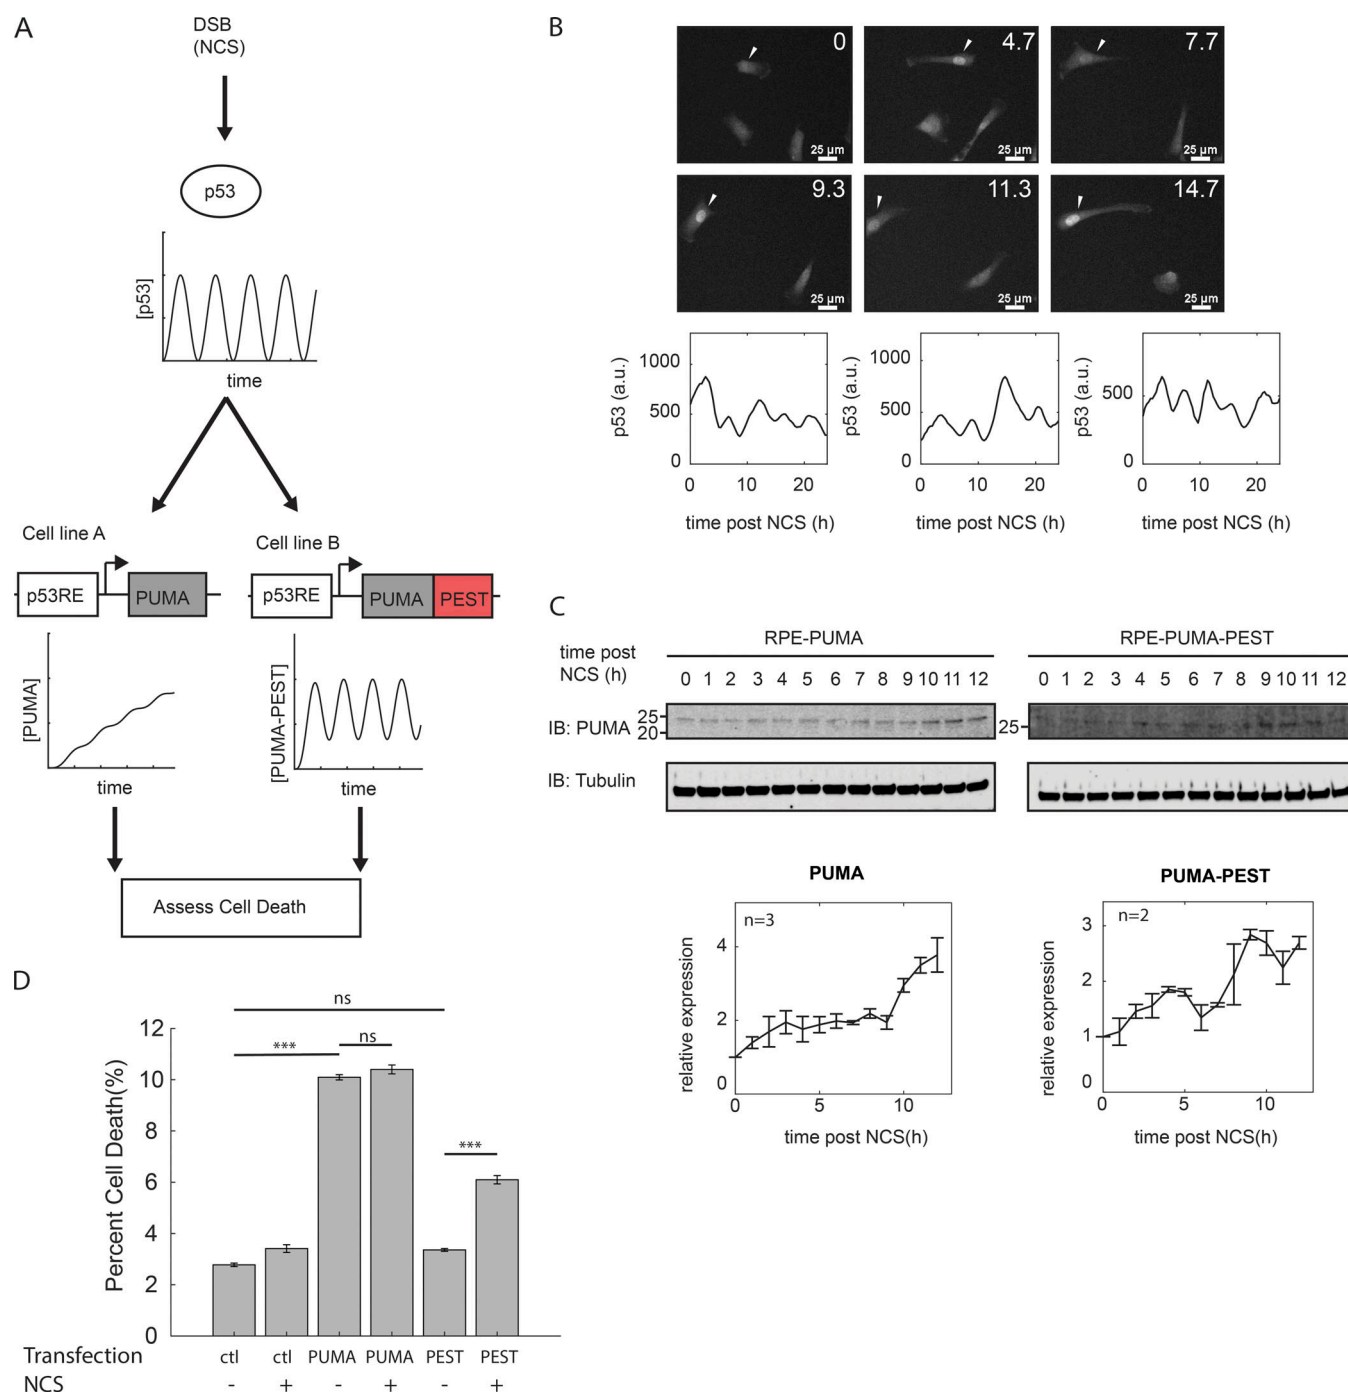 A
DSB
(NCS)
p53
[p53]
time
Cell line A
p53RE
PUMA
Cell line B
p53RE
PUMA
PEST
[PUMA]
time
[PUMA-PEST]
time
Assess Cell Death
B
0
25 µm
4.7
25 µm
7.7
25 µm
9.3
25 µm
11.3
25 µm
14.7
25 µm
p53 (a.u.)
1000
500
0
0 10 20
time post NCS (h)
p53 (a.u.)
1000
500
0
0 10 20
time post NCS (h)
p53 (a.u.)
1000
500
0
0 10 20
time post NCS (h)
C
time post
NCS (h)
RPE-PUMA
0 1 2 3 4 5 6 7 8 9 10 11 12
RPE-PUMA-PEST
0 1 2 3 4 5 6 7 8 9 10 11 12
IB: PUMA
25
20
25
IB: Tubulin
PUMA
n=3
relative expression
4
2
0
0 5 10
time post NCS(h)
PUMA-PEST
n=2
relative expression
3
2
1
0
0 5 10
time post NCS(h)
D
Percent Cell Death(%)
12
10
8
6
4
2
0
ns
*** ns
***
Transfection ctl ctl PUMA PUMA PEST PEST
NCS - + - + - +